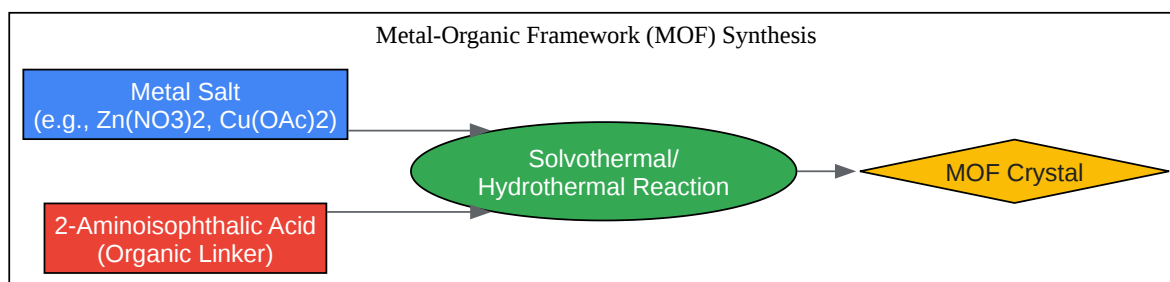 Metal-Organic Framework (MOF) Synthesis
Metal Salt
(e.g., Zn(NO3)2, Cu(OAc)2)
Solvothermal/
Hydrothermal Reaction
MOF Crystal
2-Aminoisophthalic Acid
(Organic Linker)